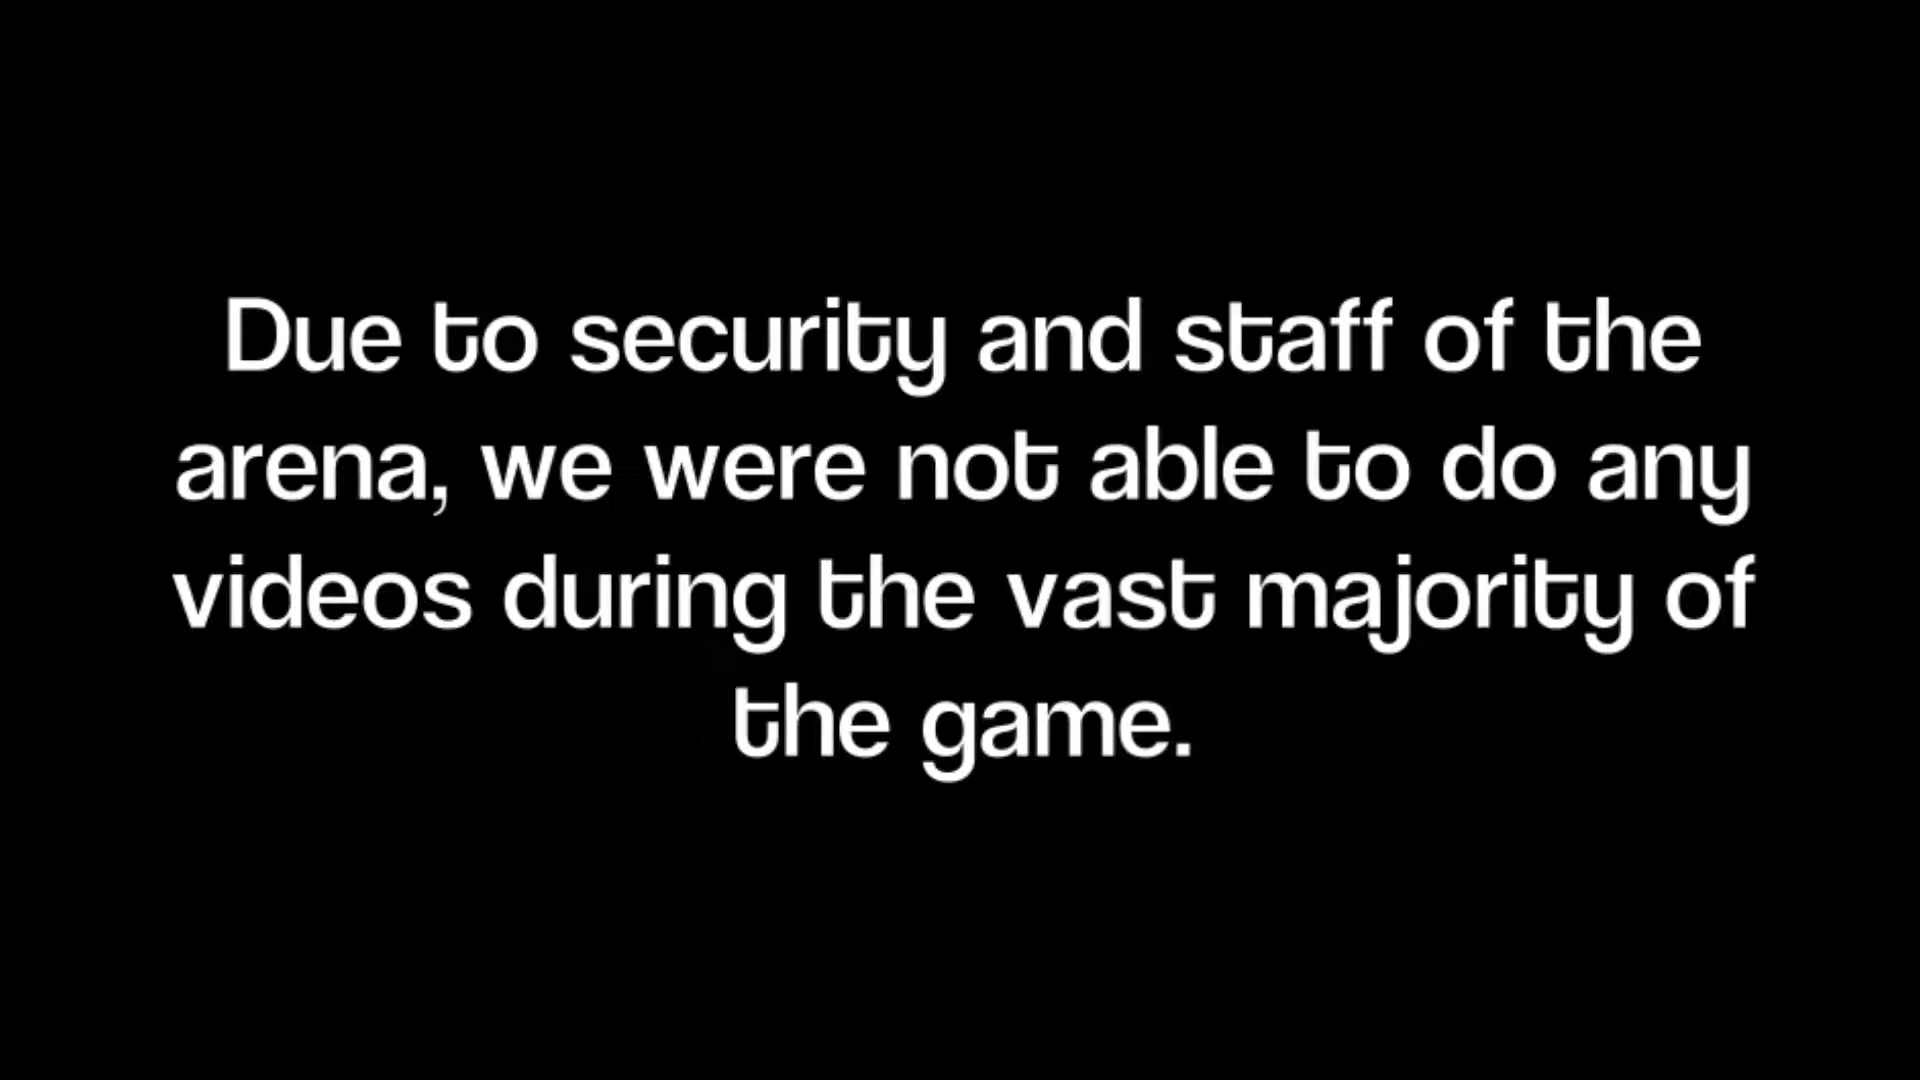 Due to security and staff of the
arena, we were not able to do any
videos during the vast majority of
the game.